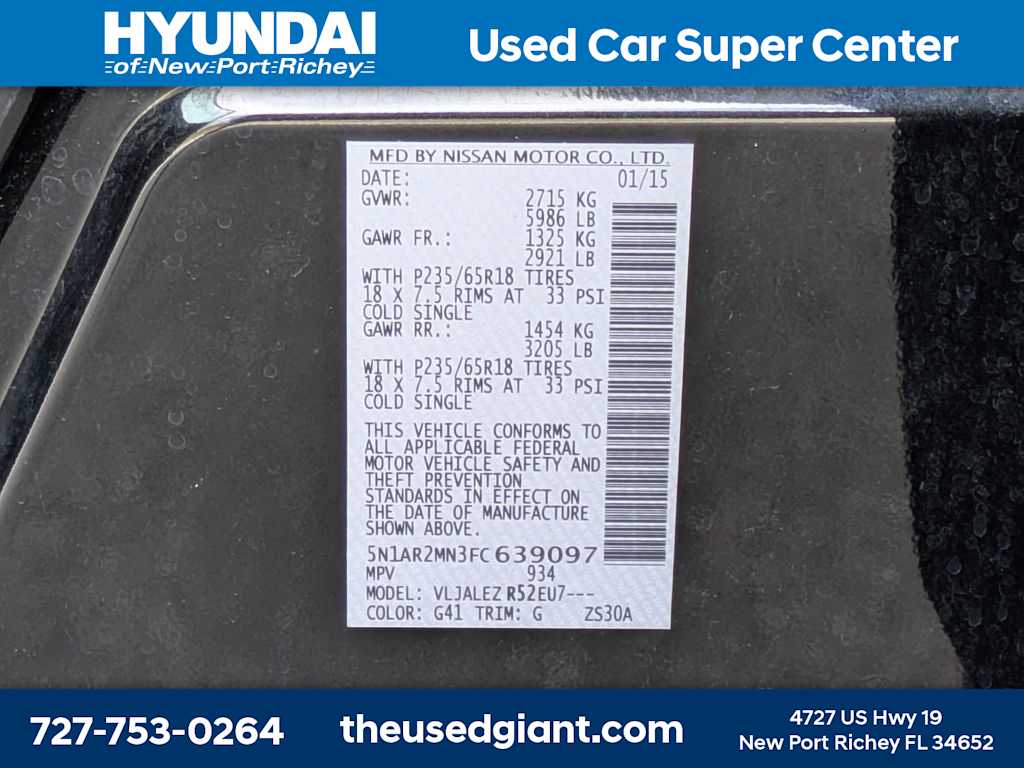 HYUNDAI
of New Port Richey
Used Car Super Center
MFD BY NISSAN MOTOR CO., LTD.
DATE: 01/15
GVWR: 2715 KG
5986 LB
GAWR FR.: 1325 KG
2921 LB
WITH P235/65R18 TIRES
18 X 7.5 RIMS AT 33 PSI
COLD SINGLE
GAWR RR.: 1454 KG
3205 LB
WITH P235/65R18 TIRES
18 X 7.5 RIMS AT 33 PSI
COLD SINGLE
THIS VEHICLE CONFORMS TO
ALL APPLICABLE FEDERAL
MOTOR VEHICLE SAFETY AND
THEFT PREVENTION
STANDARDS IN EFFECT ON
THE DATE OF MANUFACTURE
SHOWN ABOVE.
5N1AR2MN3FC639097
MPV 934
MODEL: VLJALEZ R52EU7---
COLOR: G41 TRIM: G ZS30A
727-753-0264
theusedgiant.com
4727 US Hwy 19
New Port Richey FL 34652